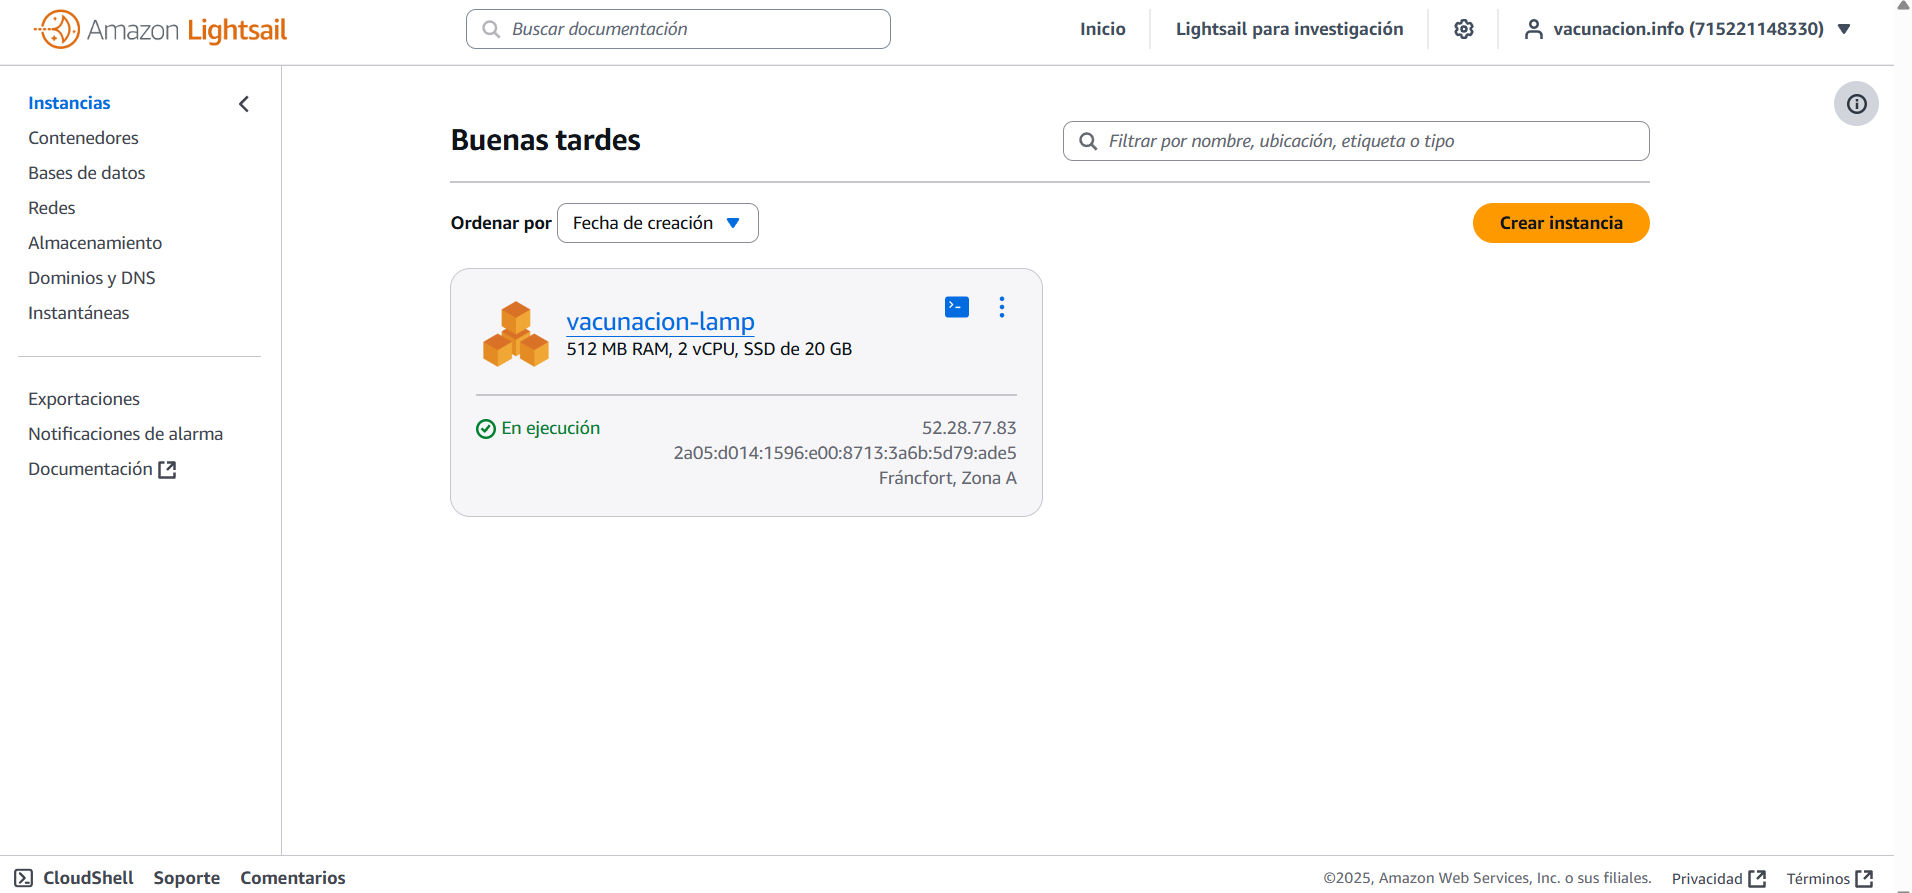 Amazon Lightsail
Buscar documentación
Inicio
Lightsail para investigación
vacunacion.info (715221148330)
Instancias
Contenedores
Bases de datos
Redes
Almacenamiento
Dominios y DNS
Instantáneas
Exportaciones
Notificaciones de alarma
Documentación
Buenas tardes
Filtrar por nombre, ubicación, etiqueta o tipo
Ordenar por
Fecha de creación
Crear instancia
vacunacion-lamp
512 MB RAM, 2 vCPU, SSD de 20 GB
En ejecución
52.28.77.83
2a05:d014:1596:e00:8713:3a6b:5d79:ade5
Fráncfort, Zona A
CloudShell
Soporte
Comentarios
©2025, Amazon Web Services, Inc. o sus filiales.
Privacidad
Términos